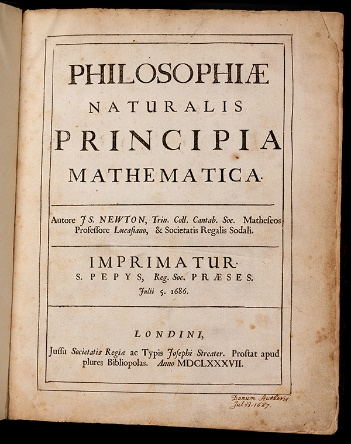 PHILOSOPHIÆ
NATURALIS
PRINCIPIA
MATHEMATICA.
Autore J S. NEWTON, Trin. Coll. Cantab. Soc. Matheseos
Professore Lucasiano, & Societatis Regalis Sodali.
IMPRIMATUR.
S. PEPYS, Reg. Soc. PRÆSES.
Julii 5. 1686.
LONDINI,
Jussu Societatis Regiæ ac Typis Josephi Streater. Prostat apud
plures Bibliopolas. Anno MDCLXXXVII.
Donum Authoris
Jul: 13. 1687.